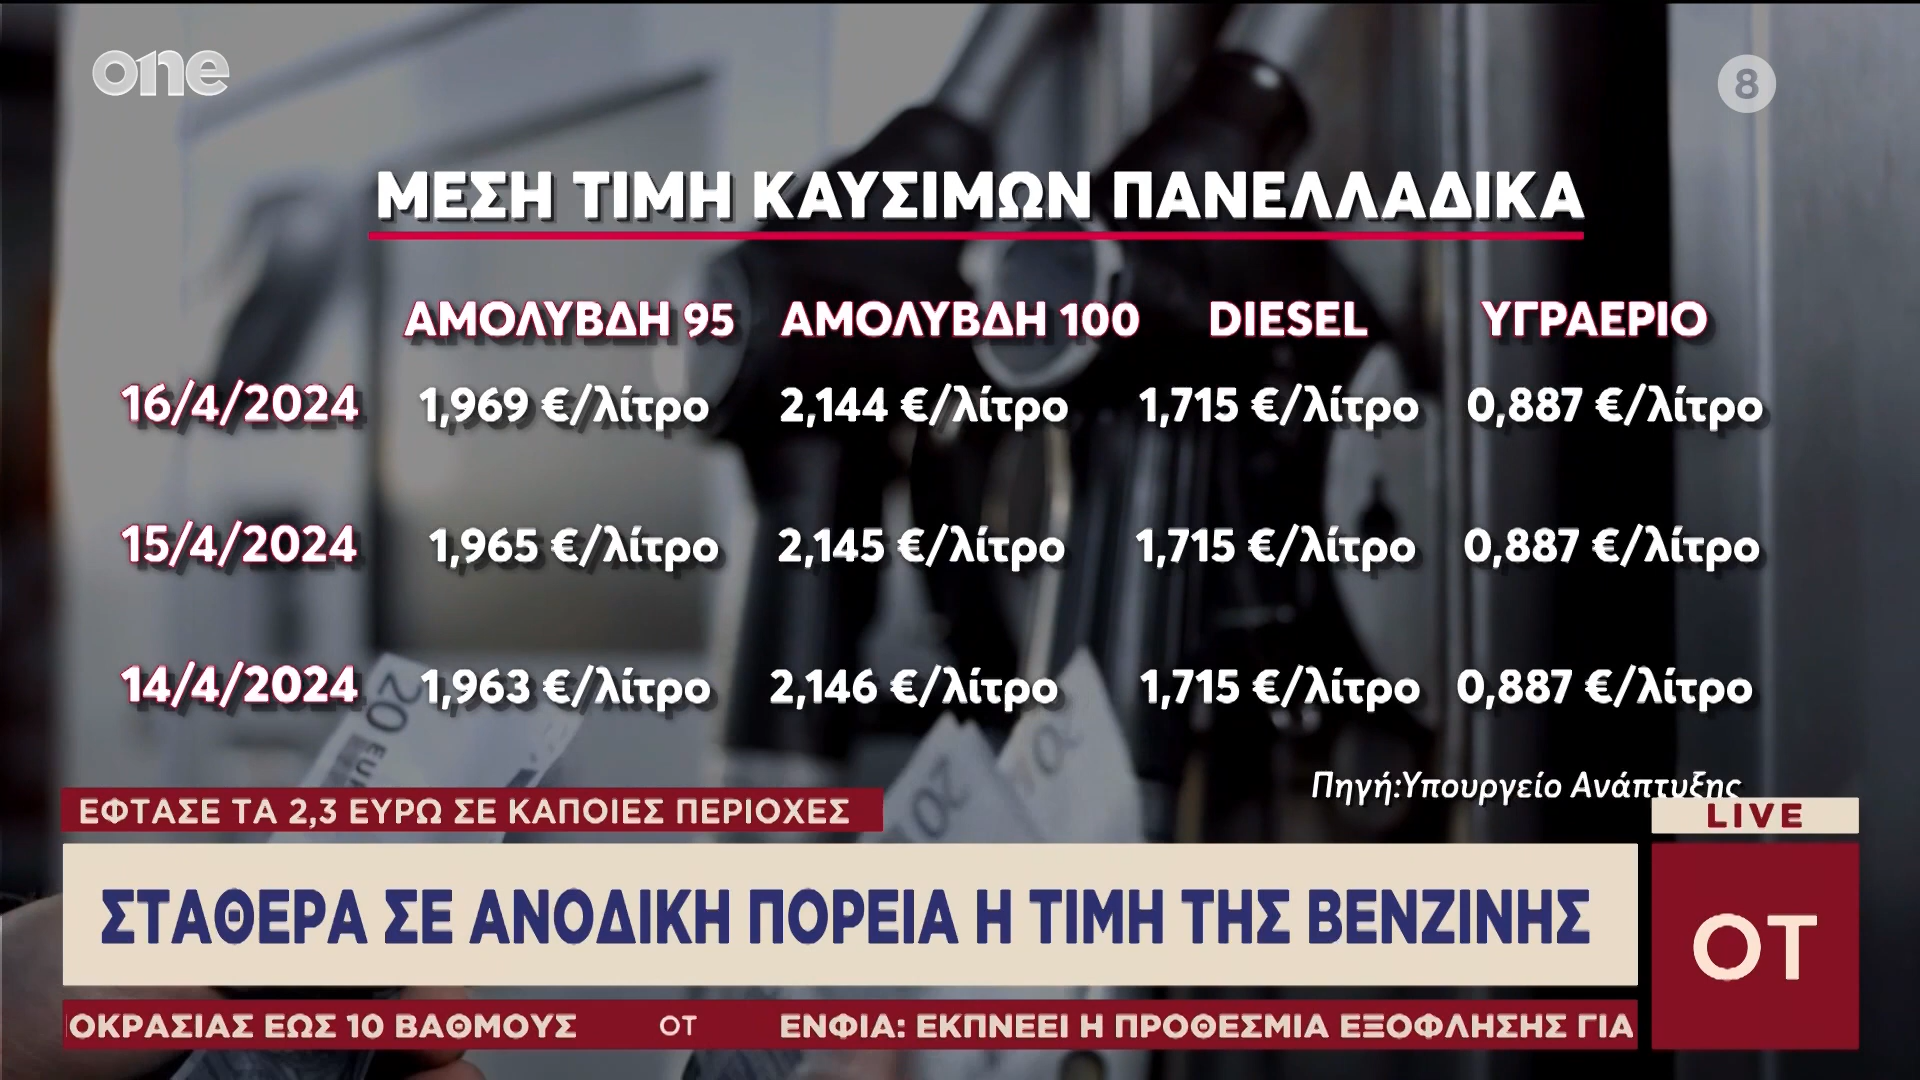 one
8
ΜΕΣΗ ΤΙΜΗ ΚΑΥΣΙΜΩΝ ΠΑΝΕΛΛΑΔΙΚΑ
ΑΜΟΛΥΒΔΗ 95 ΑΜΟΛΥΒΔΗ 100 DIESEL ΥΓΡΑΕΡΙΟ
16/4/2024 1,969 €/λίτρο 2,144 €/λίτρο 1,715 €/λίτρο 0,887 €/λίτρο
15/4/2024 1,965 €/λίτρο 2,145 €/λίτρο 1,715 €/λίτρο 0,887 €/λίτρο
14/4/2024 1,963 €/λίτρο 2,146 €/λίτρο 1,715 €/λίτρο 0,887 €/λίτρο
20
20
20
Πηγή:Υπουργείο Ανάπτυξης
ΕΦΤΑΣΕ ΤΑ 2,3 ΕΥΡΩ ΣΕ ΚΑΠΟΙΕΣ ΠΕΡΙΟΧΕΣ
LIVE
ΣΤΑΘΕΡΑ ΣΕ ΑΝΟΔΙΚΗ ΠΟΡΕΙΑ Η ΤΙΜΗ ΤΗΣ ΒΕΝΖΙΝΗΣ
ΟΤ
ΟΚΡΑΣΙΑΣ ΕΩΣ 10 ΒΑΘΜΟΥΣ ΟΤ ΕΝΦΙΑ: ΕΚΠΝΕΕΙ Η ΠΡΟΘΕΣΜΙΑ ΕΞΟΦΛΗΣΗΣ ΓΙΑ